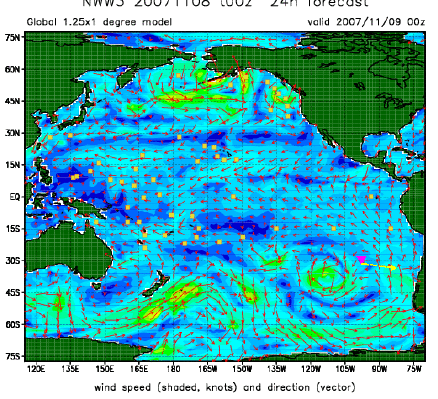 NWW3 20071108 t00z 24h forecast
Global 1.25x1 degree model valid 2007/11/09 00z
75N
60N
45N
30N
15N
EQ
15S
30S
45S
60S
75S
120E 135E 150E 165E 180 165W 150W 135W 120W 105W 90W 75W
wind speed (shaded, knots) and direction (vector)